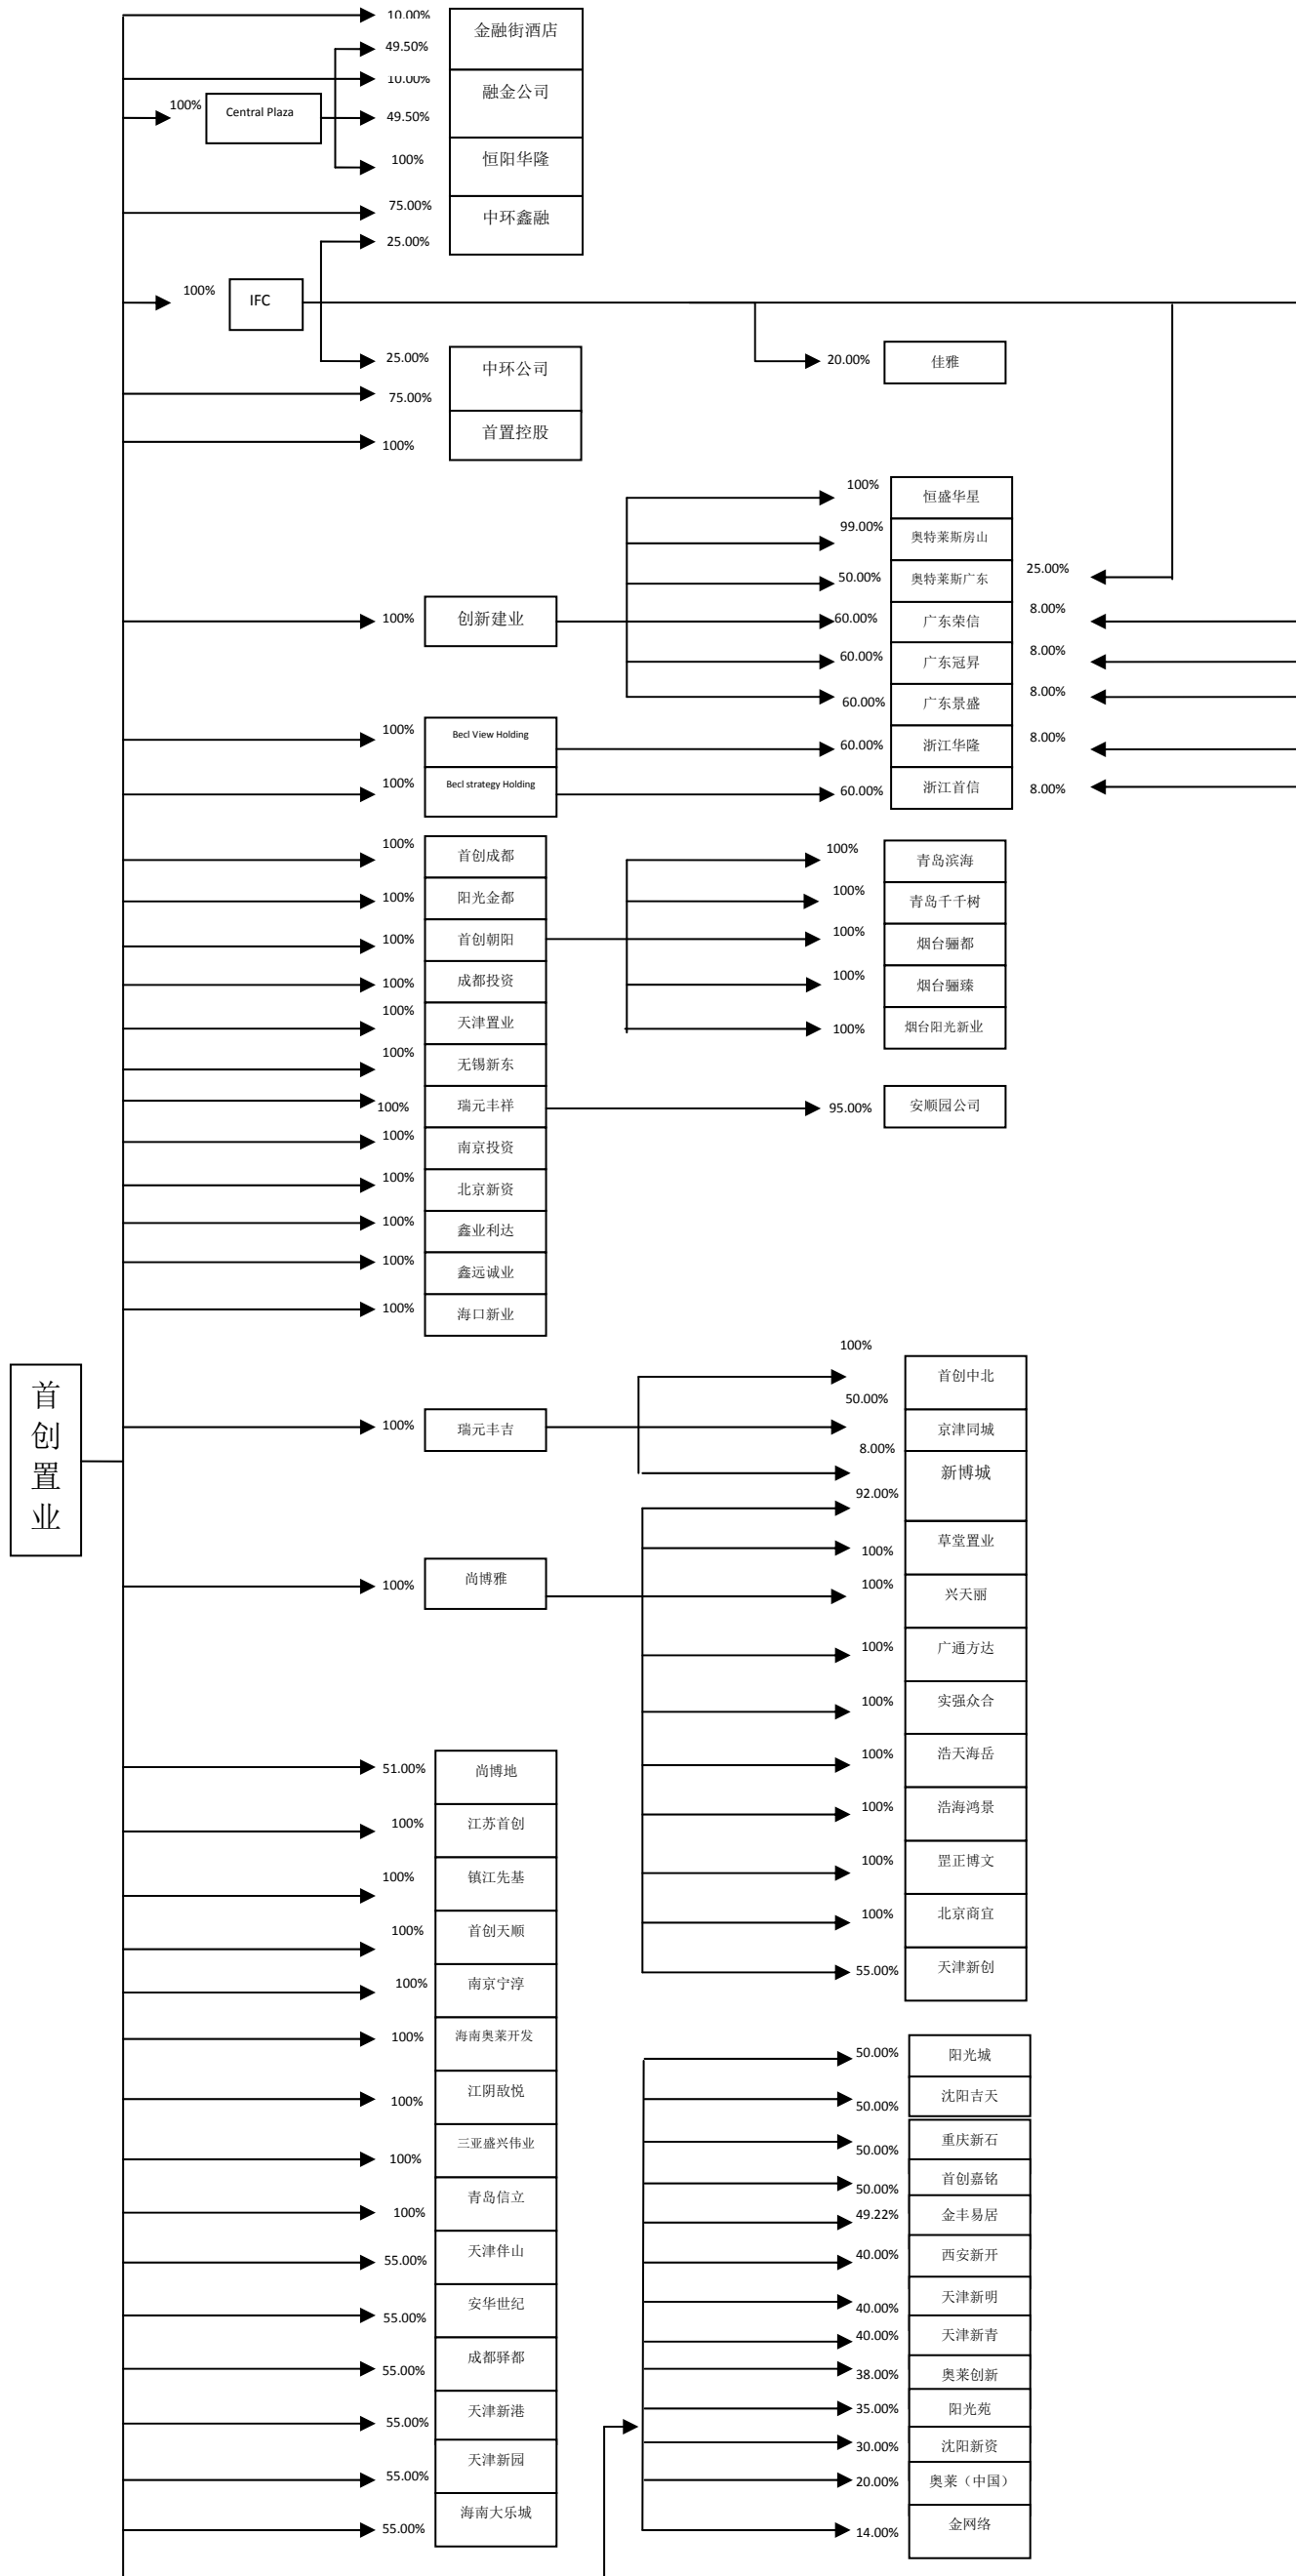 10.00%
金融街酒店
49.50%
10.00%
融金公司
100%
Central Plaza
49.50%
100%
恒阳华隆
75.00%
中环鑫融
25.00%
100%
IFC
25.00%
中环公司
20.00%
佳雅
75.00%
首置控股
100%
100%
恒盛华星
99.00%
奥特莱斯房山
50.00%
奥特莱斯广东
25.00%
100%
创新建业
60.00%
广东荣信
8.00%
60.00%
广东冠昇
8.00%
60.00%
广东景盛
8.00%
100%
Becl View Holding
60.00%
浙江华隆
8.00%
100%
Becl strategy Holding
60.00%
浙江首信
8.00%
100%
首创成都
100%
青岛滨海
100%
阳光金都
100%
青岛千千树
100%
首创朝阳
100%
烟台骊都
100%
成都投资
100%
烟台骊臻
100%
天津置业
100%
烟台阳光新业
100%
无锡新东
100%
瑞元丰祥
95.00%
安顺园公司
100%
南京投资
100%
北京新资
100%
鑫业利达
100%
鑫远诚业
100%
海口新业
首创置业
100%
首创中北
100%
瑞元丰吉
50.00%
京津同城
8.00%
新博城
92.00%
100%
草堂置业
100%
尚博雅
100%
兴天丽
100%
广通方达
100%
实强众合
100%
浩天海岳
100%
浩海鸿景
100%
罡正博文
100%
北京商宜
55.00%
天津新创
51.00%
尚博地
100%
江苏首创
100%
镇江先基
100%
首创天顺
100%
南京宁淳
100%
海南奥莱开发
100%
江阴敔悦
100%
三亚盛兴伟业
100%
青岛信立
55.00%
天津伴山
55.00%
安华世纪
55.00%
成都驿都
55.00%
天津新港
55.00%
天津新园
55.00%
海南大乐城
50.00%
阳光城
50.00%
沈阳吉天
50.00%
重庆新石
50.00%
首创嘉铭
49.22%
金丰易居
40.00%
西安新开
40.00%
天津新明
40.00%
天津新青
38.00%
奥莱创新
35.00%
阳光苑
30.00%
沈阳新资
20.00%
奥莱（中国）
14.00%
金网络